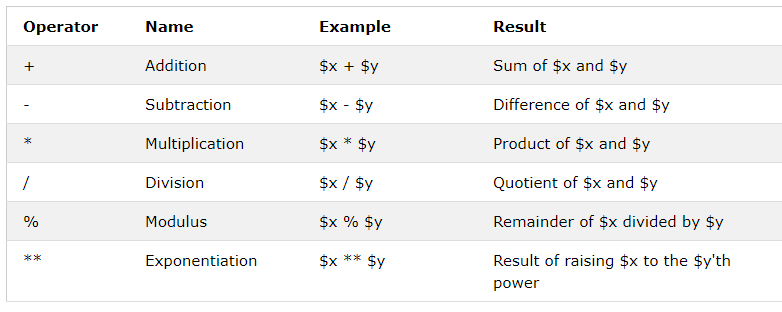 Operator Name Example Result
+ Addition $x + $y Sum of $x and $y
- Subtraction $x - $y Difference of $x and $y
* Multiplication $x * $y Product of $x and $y
/ Division $x / $y Quotient of $x and $y
% Modulus $x % $y Remainder of $x divided by $y
** Exponentiation $x ** $y Result of raising $x to the $y'th
power